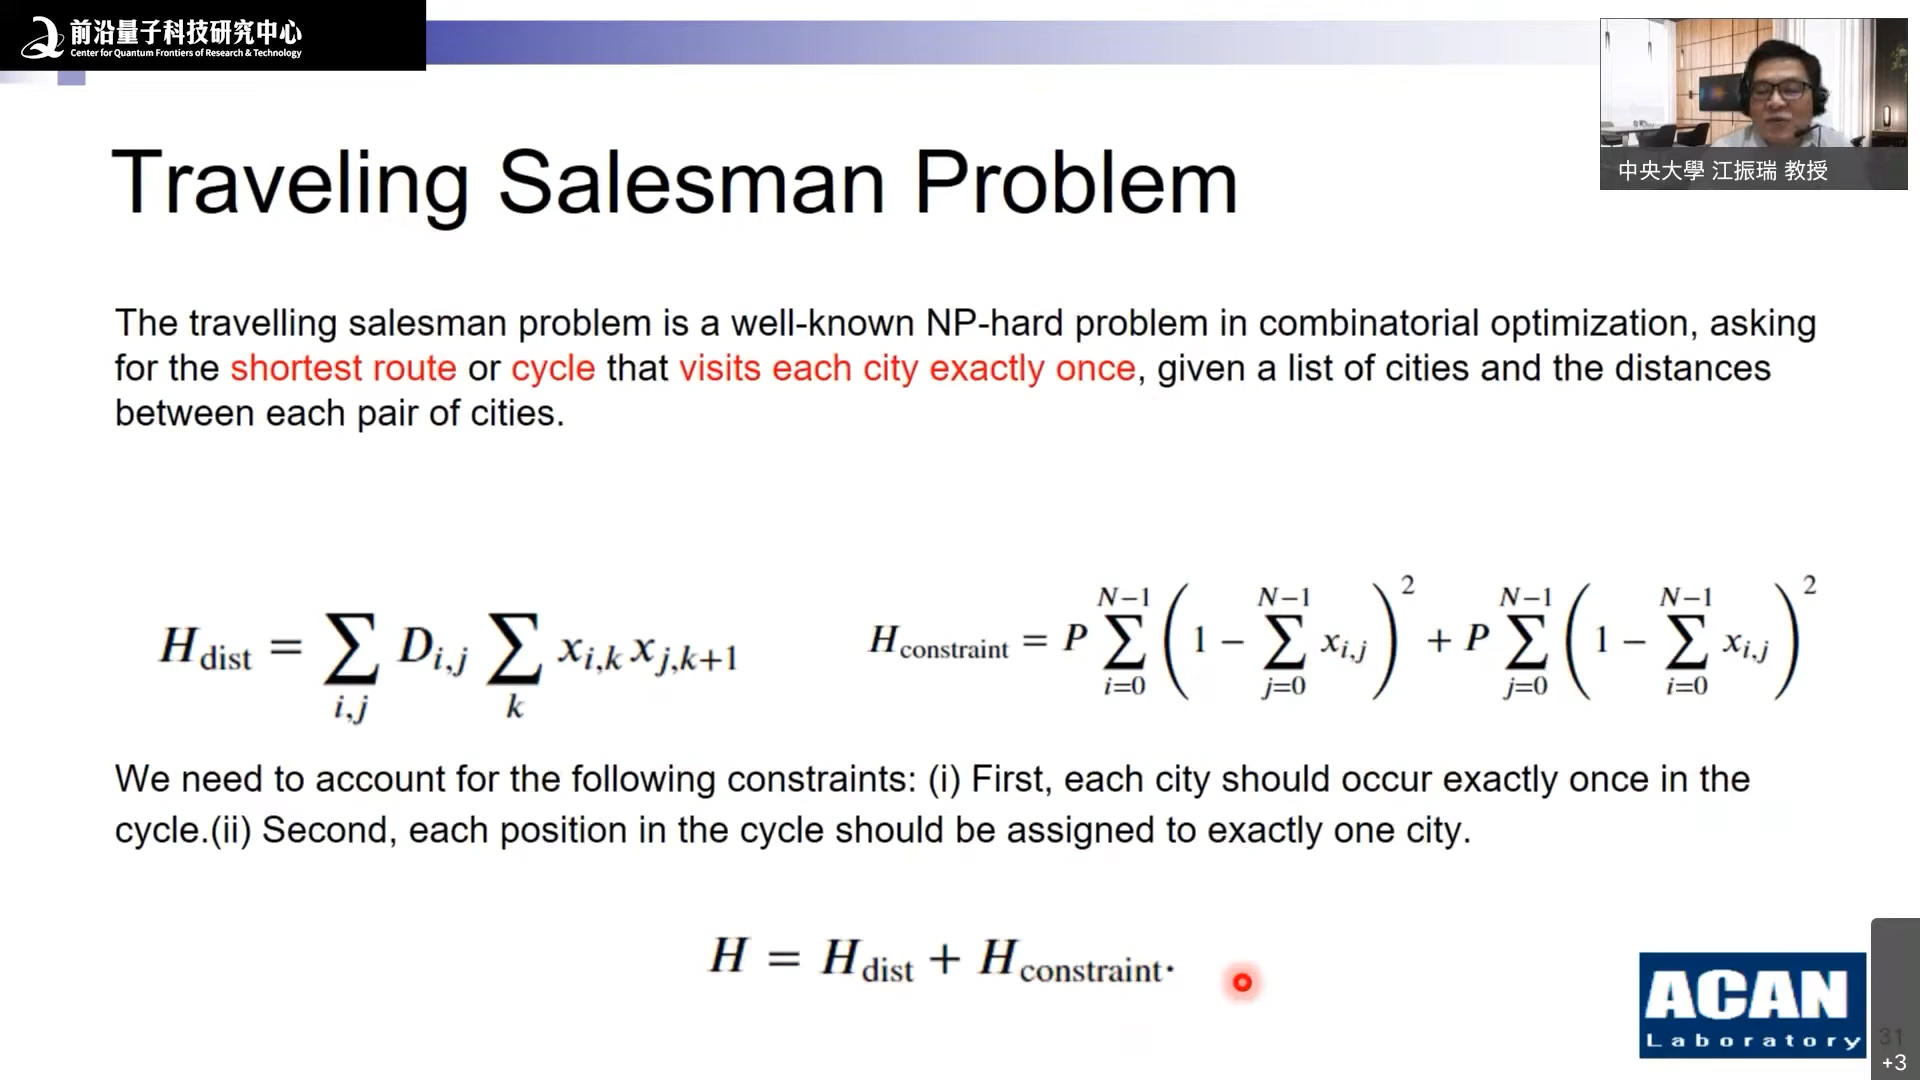 前沿量子科技研究中心
Center for Quantum Frontiers of Research & Technology
中央大學 江振瑞 教授
Traveling Salesman Problem
The travelling salesman problem is a well-known NP-hard problem in combinatorial optimization, asking
for the shortest route or cycle that visits each city exactly once, given a list of cities and the distances
between each pair of cities.
H_dist = ∑_{i,j} D_{i,j} ∑_k x_{i,k} x_{j,k+1}
H_constraint = P ∑_{i=0}^{N−1} (1 − ∑_{j=0}^{N−1} x_{i,j})^2 + P ∑_{j=0}^{N−1} (1 − ∑_{i=0}^{N−1} x_{i,j})^2
We need to account for the following constraints: (i) First, each city should occur exactly once in the
cycle.(ii) Second, each position in the cycle should be assigned to exactly one city.
H = H_dist + H_constraint.
ACAN
Laboratory
31
+3